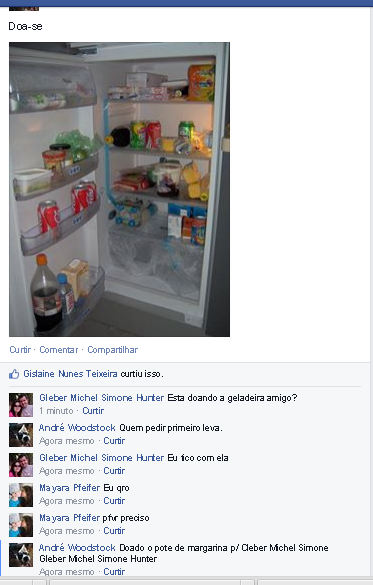 Doa-se
Curtir · Comentar · Compartilhar
Gislaine Nunes Teixeira curtiu isso.
Gleber Michel Simone Hunter Esta doando a geladeira amigo?
1 minuto · Curtir
André Woodstock Quem pedir primeiro leva.
Agora mesmo · Curtir
Gleber Michel Simone Hunter Eu fico com ela
Agora mesmo · Curtir
Mayara Pfeifer Eu qro
Agora mesmo · Curtir
Mayara Pfeifer pfvr preciso
Agora mesmo · Curtir
André Woodstock Doado o pote de margarina p/ Cleber Michel Simone
Gleber Michel Simone Hunter
Agora mesmo · Curtir